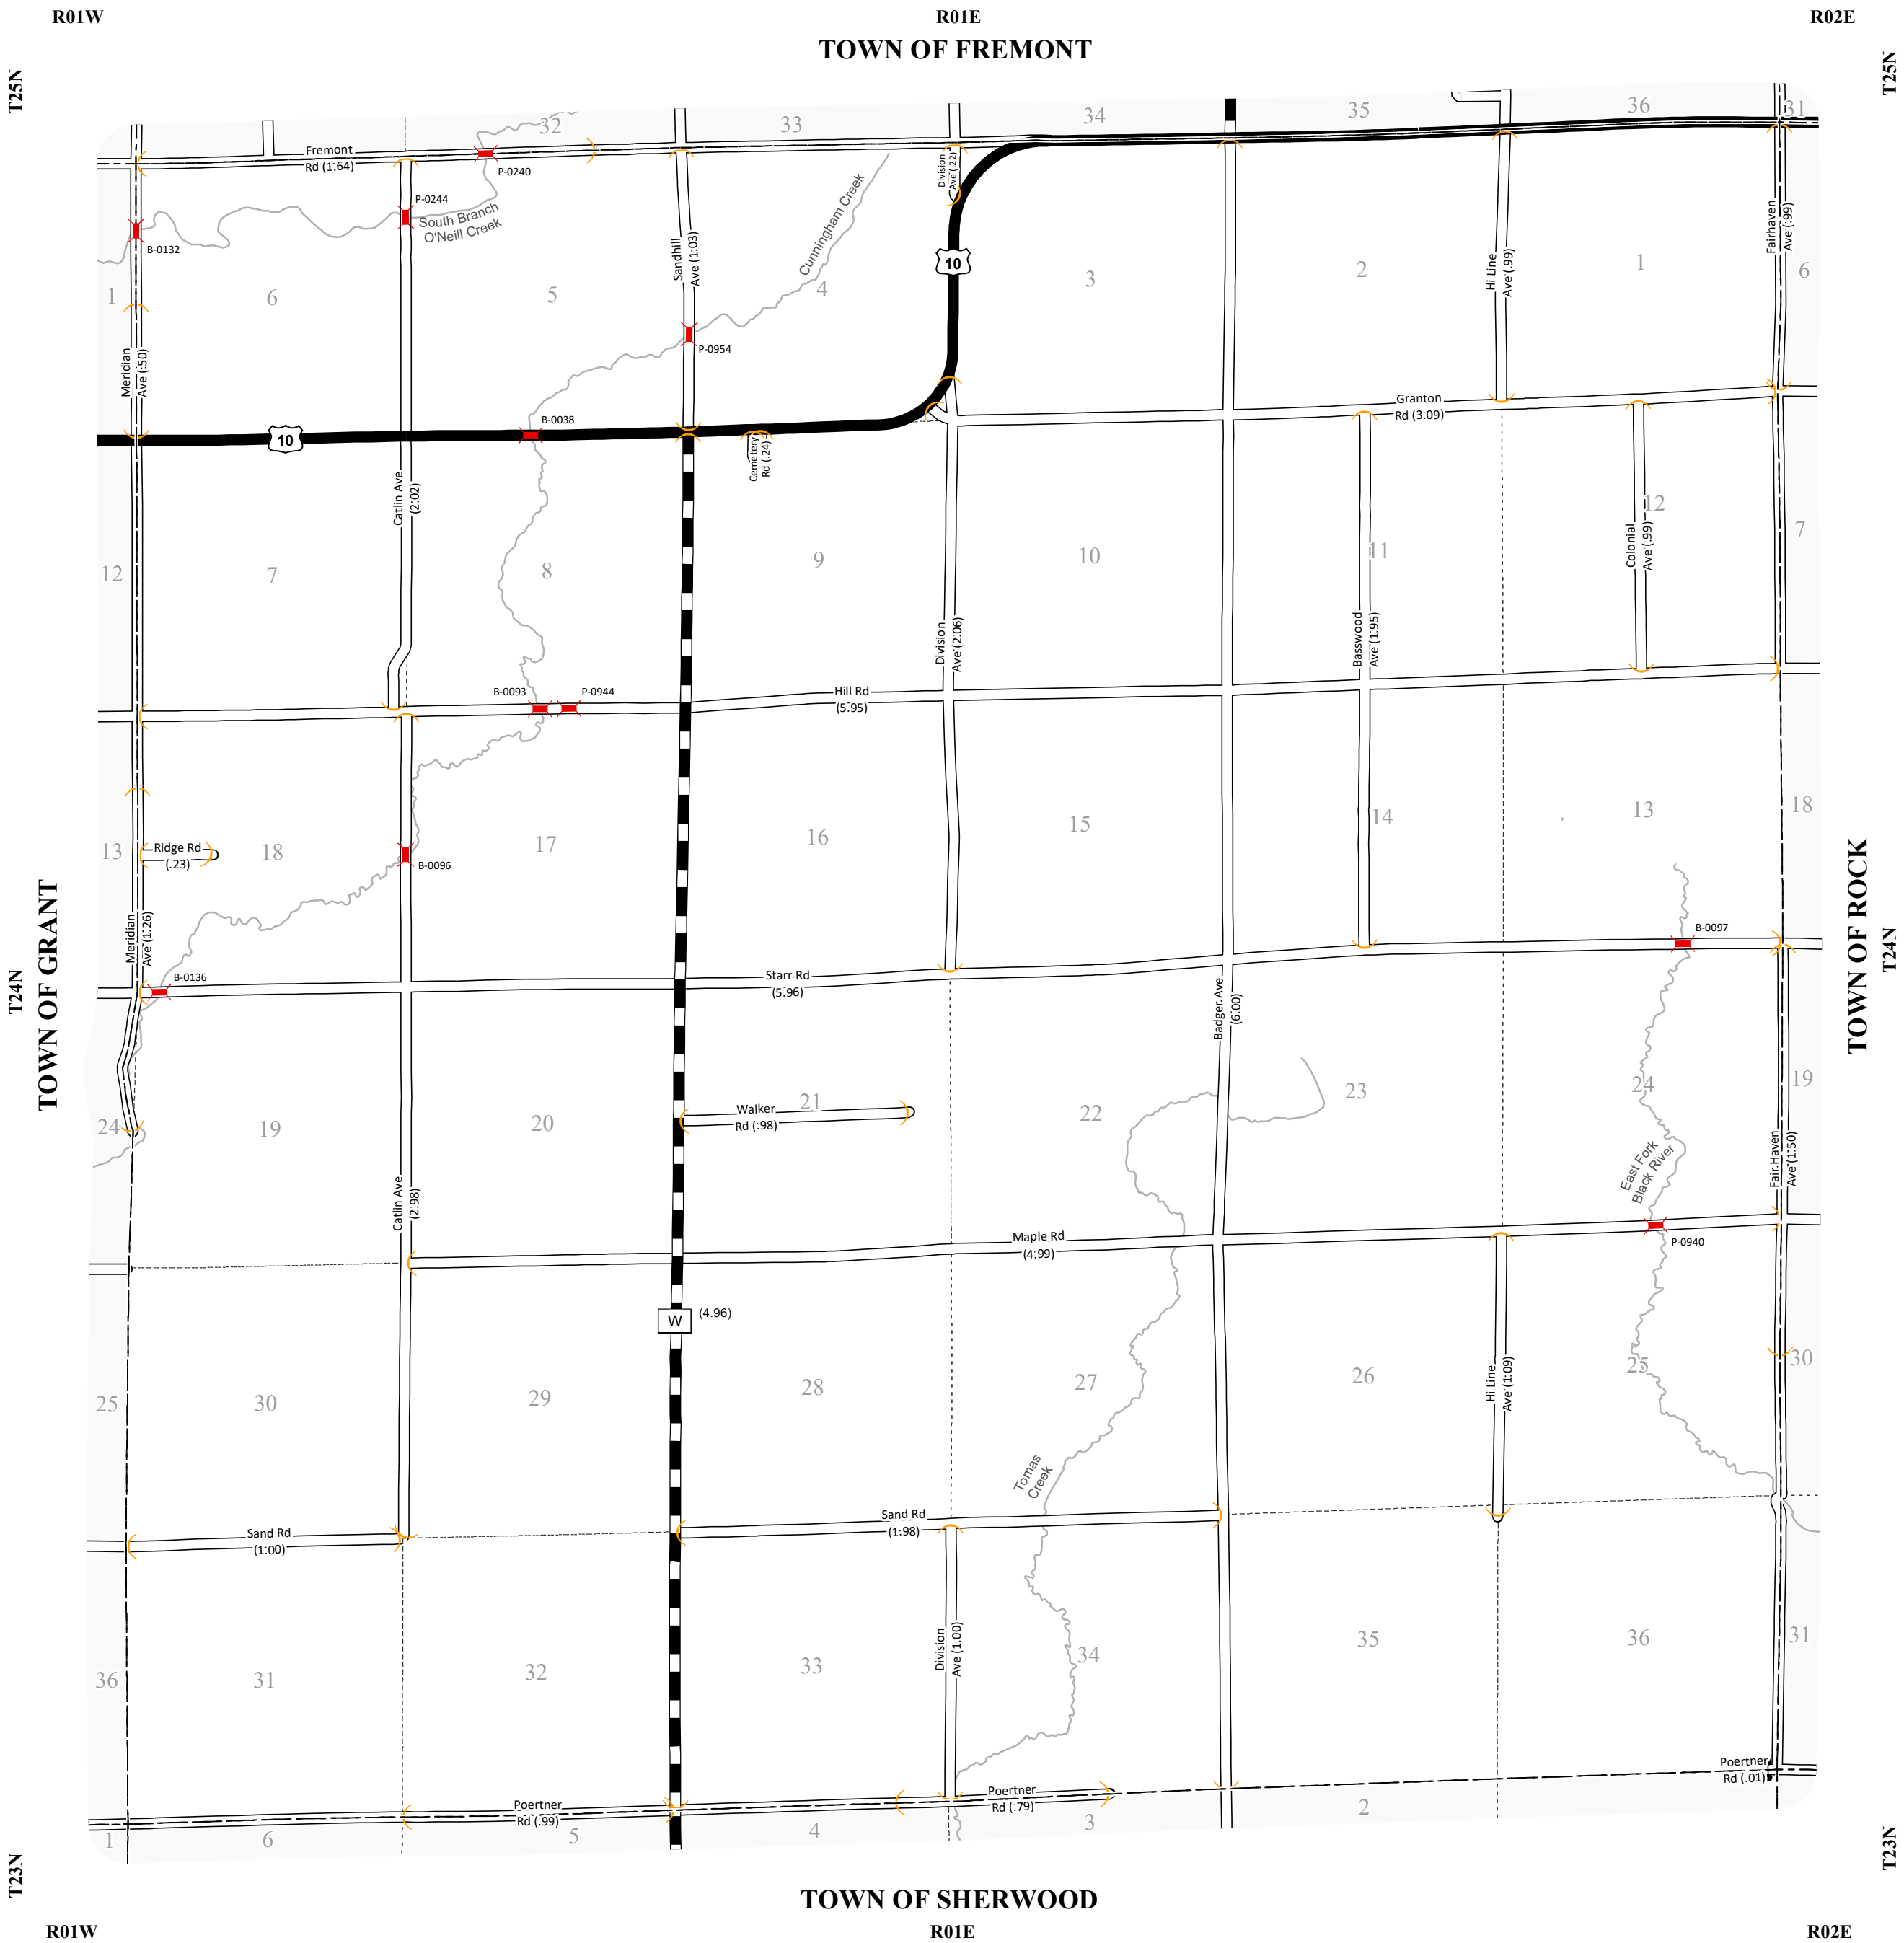 R01W
R01E
R02E
TOWN OF FREMONT
T25N
T25N
32
33
34
35
36
31
Fremont
Rd (1.64)
P-0240
Division
Ave (.22)
P-0244
South Branch
O'Neill Creek
B-0132
Cunningham Creek
Sandhill
Ave (1.03)
10
Hi Line
Ave (.99)
Fairhaven
Ave (.99)
1
6
5
4
3
2
1
6
P-0954
Meridian
Ave (.50)
Granton
Rd (3.09)
B-0038
10
Cemetery
Rd (.24)
Catlin Ave
(2.02)
12
7
8
9
10
11
12
7
Colonial
Ave (.99)
Division
Ave (2.06)
Basswood
Ave (1.95)
B-0093
P-0944
Hill Rd
(5.95)
13
Ridge Rd
(.23)
18
17
16
15
14
13
18
B-0096
Meridian
Ave (1.26)
B-0097
B-0136
Starr Rd
(5.96)
Badger Ave
(6.00)
TOWN OF GRANT
TOWN OF ROCK
T24N
T24N
24
19
20
21
22
23
24
19
Walker
Rd (.98)
East Fork
Black River
Fair Haven
Ave (1.50)
Catlin Ave
(2.98)
Maple Rd
(4.99)
P-0940
W
(4.96)
25
30
29
28
27
26
25
30
Hi Line
Ave (1.09)
Tomas
Creek
Sand Rd
(1.00)
Sand Rd
(1.98)
36
31
32
33
34
35
36
31
Division
Ave (1.00)
Poertner
Rd (.99)
Poertner
Rd (.79)
Poertner
Rd (.01)
1
6
5
4
3
2
T23N
T23N
TOWN OF SHERWOOD
R01W
R01E
R02E